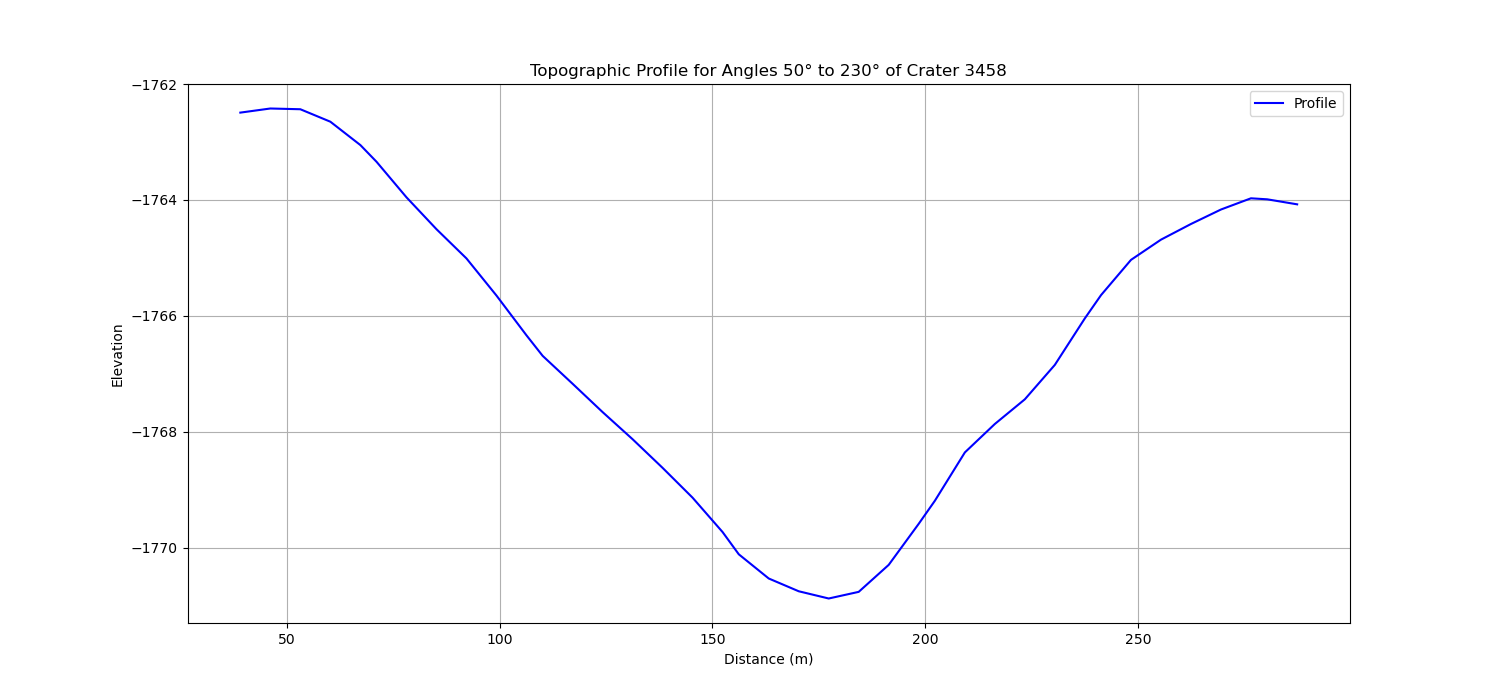 Topographic Profile for Angles 50° to 230° of Crater 3458
Profile
Elevation
−1762
−1764
−1766
−1768
−1770
50 100 150 200 250
Distance (m)